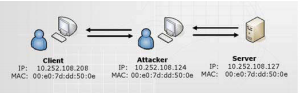 Client
IP: 10.252.108.208
MAC: 00:e0:7d:dd:50:0e
Attacker
IP: 10.252.108.124
MAC: 00:e0:7d:dd:50:0e
Server
IP: 10.252.108.127
MAC: 00:e0:7d:dd:50:0e